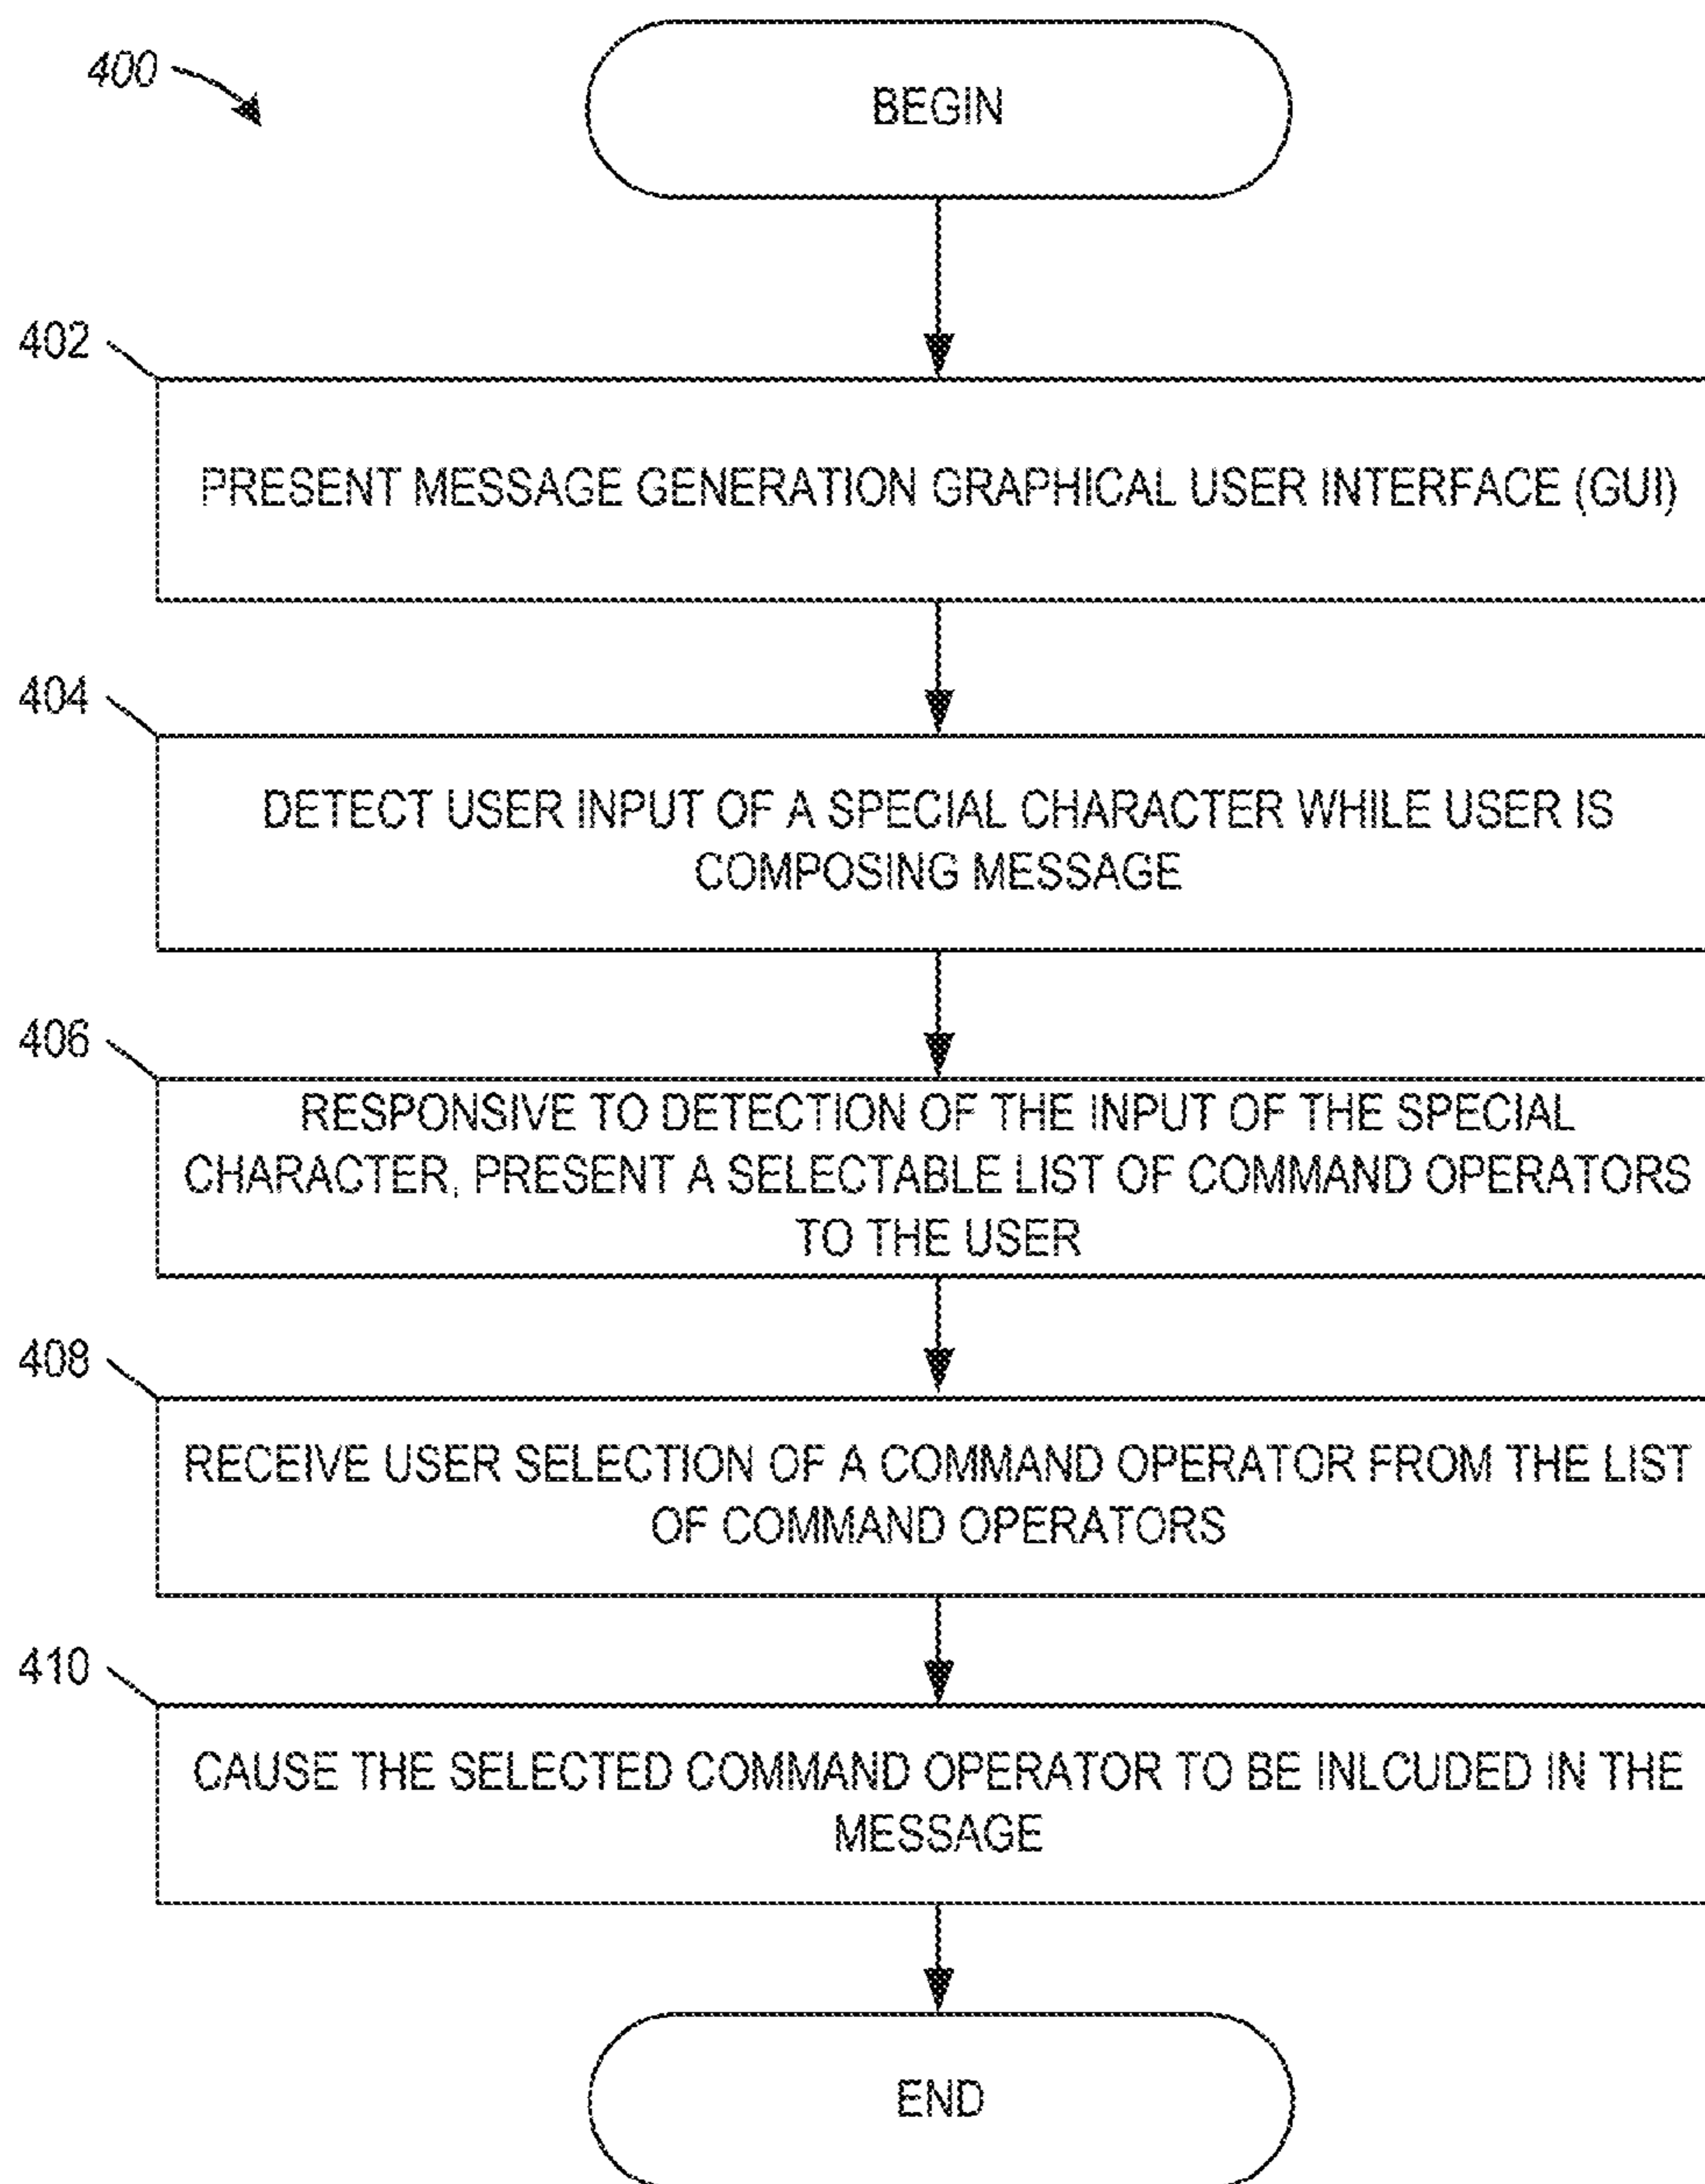 400
BEGIN
402
PRESENT MESSAGE GENERATION GRAPHICAL USER INTERFACE (GUI)
404
DETECT USER INPUT OF A SPECIAL CHARACTER WHILE USER IS
COMPOSING MESSAGE
406
RESPONSIVE TO DETECTION OF THE INPUT OF THE SPECIAL
CHARACTER, PRESENT A SELECTABLE LIST OF COMMAND OPERATORS
TO THE USER
408
RECEIVE USER SELECTION OF A COMMAND OPERATOR FROM THE LIST
OF COMMAND OPERATORS
410
CAUSE THE SELECTED COMMAND OPERATOR TO BE INLCUDED IN THE
MESSAGE
END